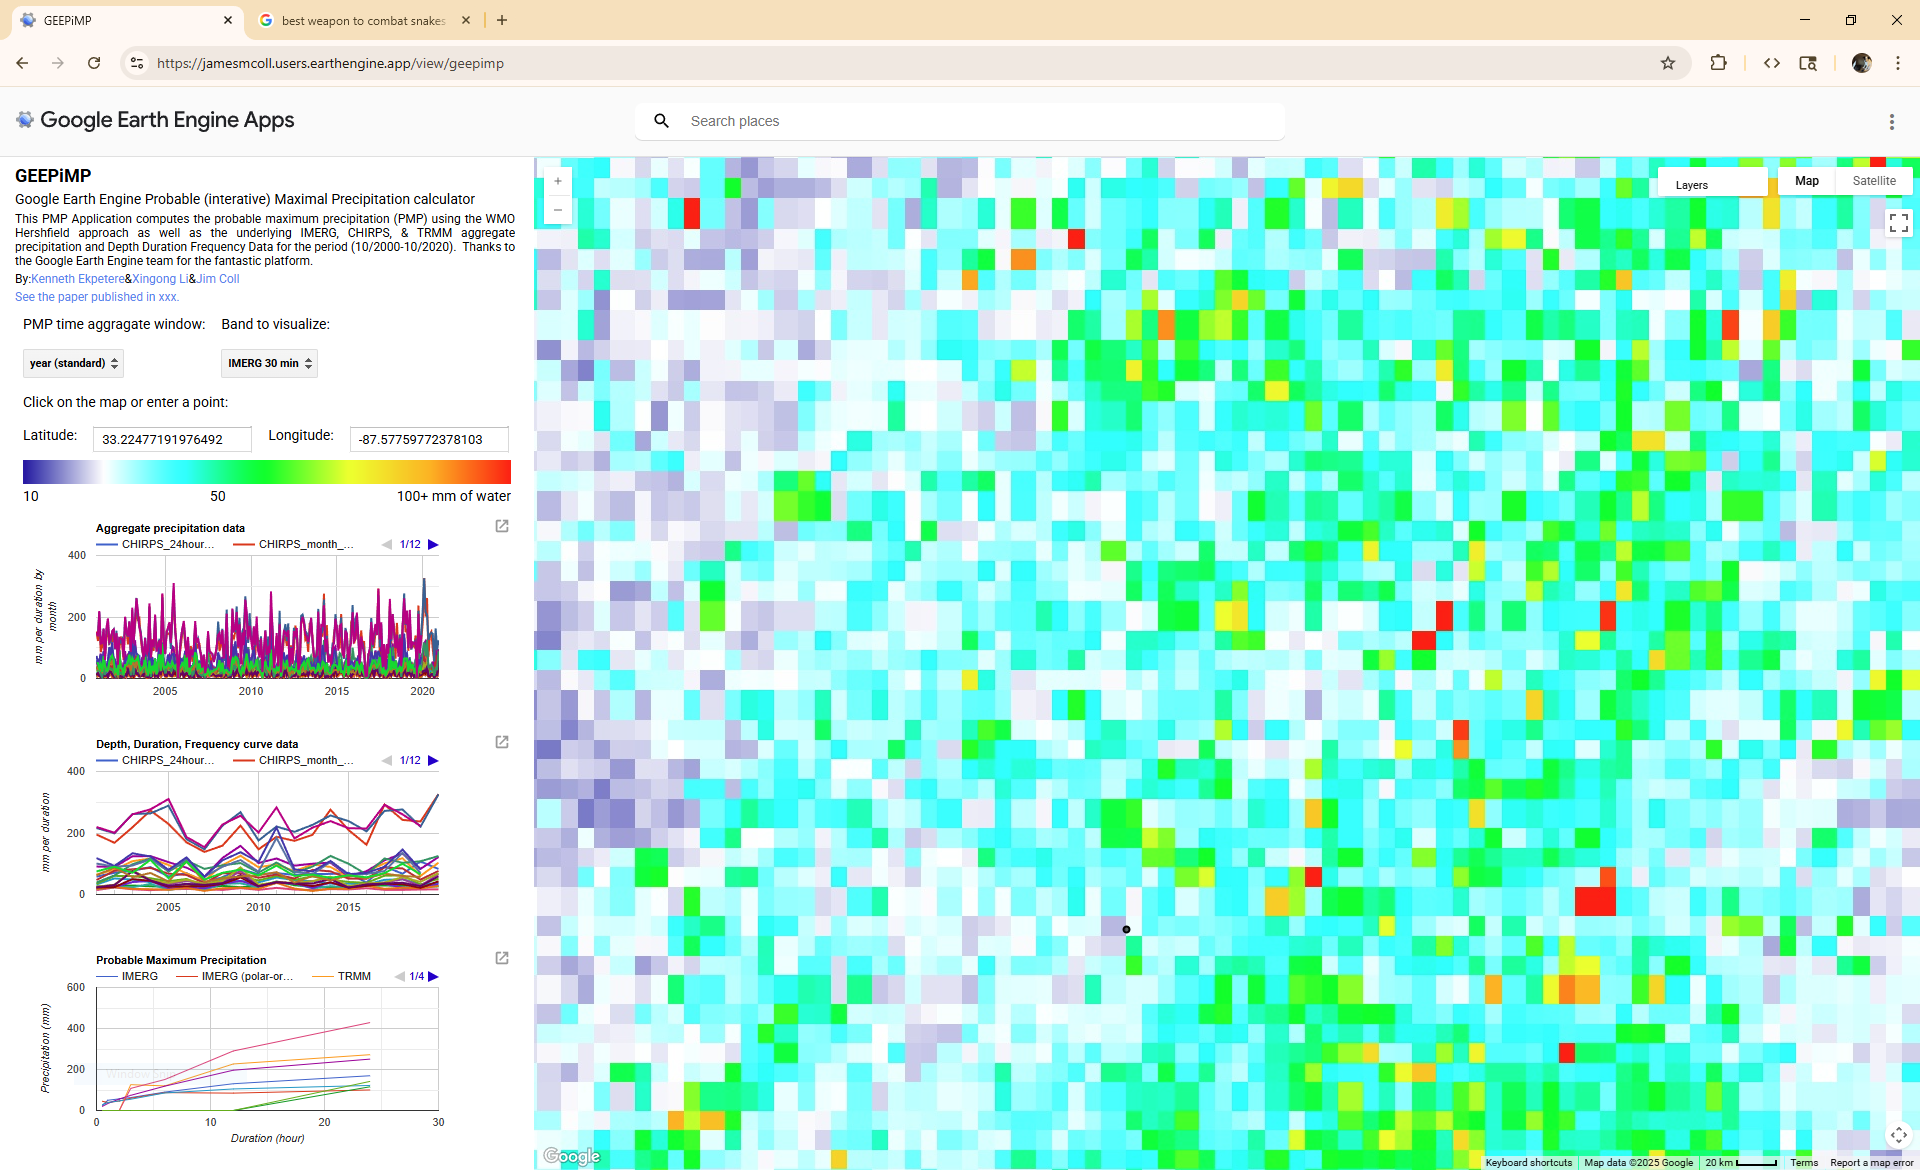 GEEPiMP
best weapon to combat snakes
https://jamesmcoll.users.earthengine.app/view/geepimp
Google Earth Engine Apps
Search places
GEEPiMP
Google Earth Engine Probable (interative) Maximal Precipitation calculator
This PMP Application computes the probable maximum precipitation (PMP) using the WMO
Hershfield approach as well as the underlying IMERG, CHIRPS, & TRMM aggregate
precipitation and Depth Duration Frequency Data for the period (10/2000-10/2020). Thanks to
the Google Earth Engine team for the fantastic platform.
By:Kenneth Ekpetere&Xingong Li&Jim Coll
See the paper published in xxx.
PMP time aggragate window: Band to visualize:
year (standard) IMERG 30 min
Click on the map or enter a point:
Latitude: 33.22477191976492 Longitude: -87.57759772378103
10 50 100+ mm of water
Aggregate precipitation data
CHIRPS_24hour... CHIRPS_month_... 1/12
400
200
0
mm per duration by
month
2005 2010 2015 2020
Depth, Duration, Frequency curve data
CHIRPS_24hour... CHIRPS_month_... 1/12
400
200
0
mm per duration
2005 2010 2015
Probable Maximum Precipitation
IMERG IMERG (polar-or... TRMM 1/4
600
400
200
0
Precipitation (mm)
0 10 20 30
Duration (hour)
+
−
Layers
Map Satellite
Google
Keyboard shortcuts Map data ©2025 Google 20 km Terms Report a map error